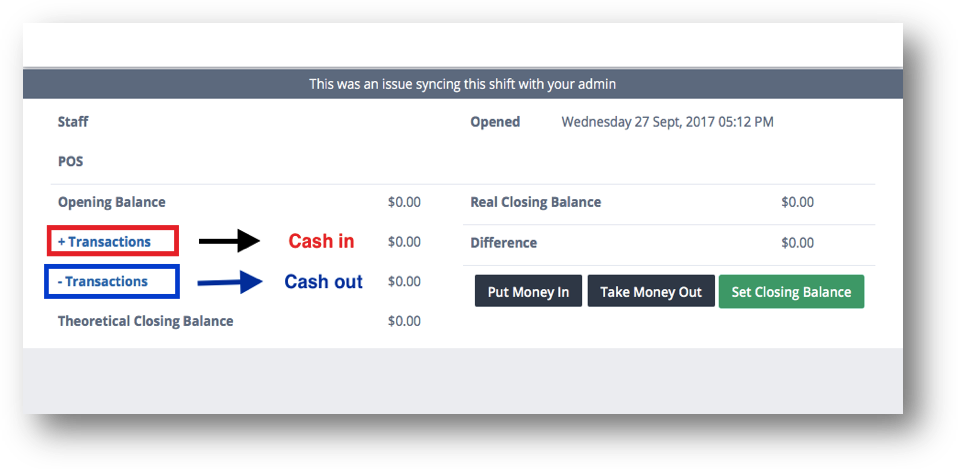 This was an issue syncing this shift with your admin
Staff
Opened Wednesday 27 Sept, 2017 05:12 PM
POS
Opening Balance $0.00
Real Closing Balance $0.00
+ Transactions Cash in $0.00
Difference $0.00
- Transactions Cash out $0.00
Put Money In Take Money Out Set Closing Balance
Theoretical Closing Balance $0.00